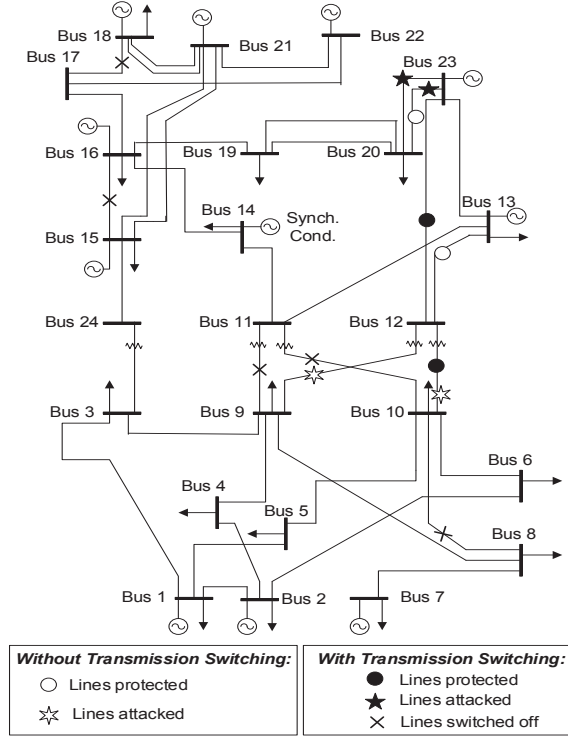 Bus 18
Bus 21
Bus 22
Bus 17
Bus 23
Bus 16
Bus 19
Bus 20
Bus 13
Bus 14
Synch.
Cond.
Bus 15
Bus 24
Bus 11
Bus 12
Bus 3
Bus 9
Bus 10
Bus 6
Bus 4
Bus 5
Bus 8
Bus 1
Bus 2
Bus 7
Without Transmission Switching:
Lines protected
Lines attacked
With Transmission Switching:
Lines protected
Lines attacked
Lines switched off